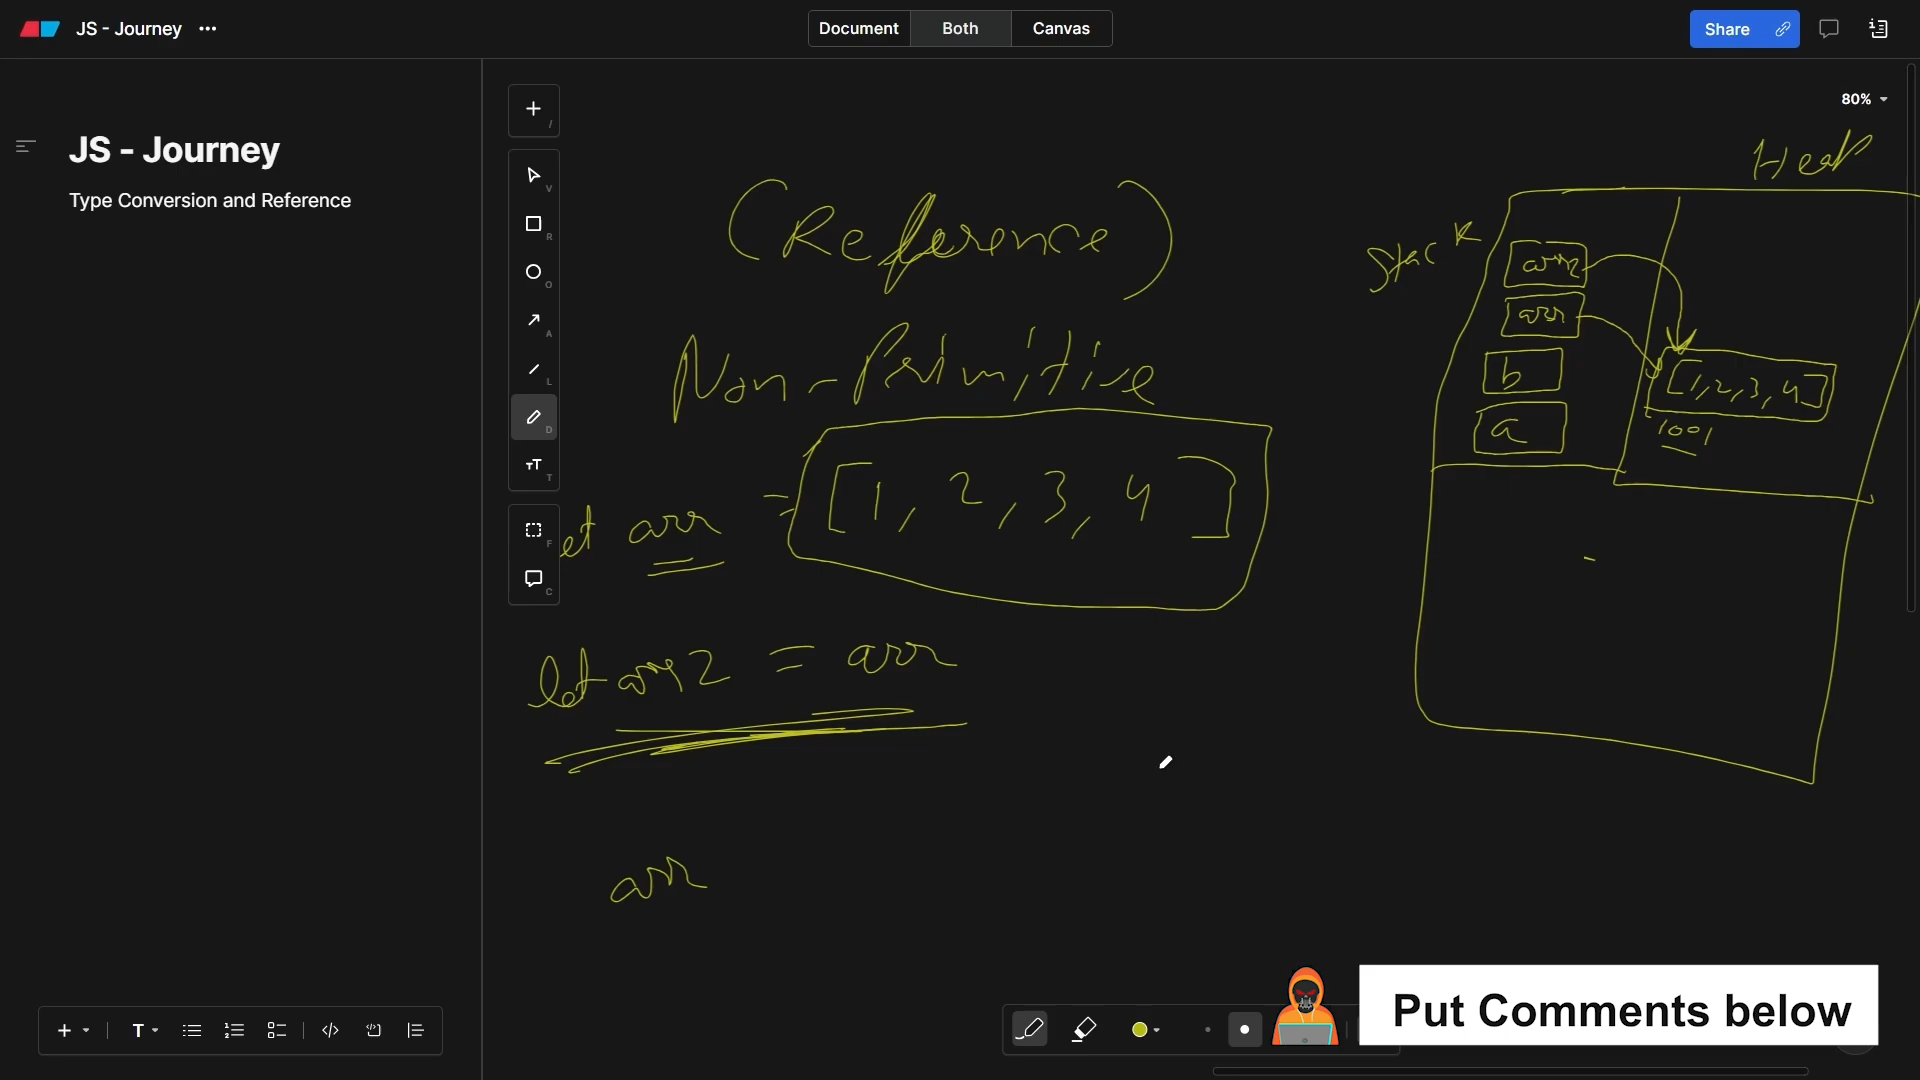 JS - Journey
Document
Both
Canvas
Share
JS - Journey
Type Conversion and Reference
80%
/
V
R
O
A
L
D
T
F
C
(Reference)
Non-Primitive
et arr = [1, 2, 3, 4]
let arr2 = arr
arr
Heap
Stack
arr2
arr
b
a
[1,2,3,4]
1001
T
Put Comments below